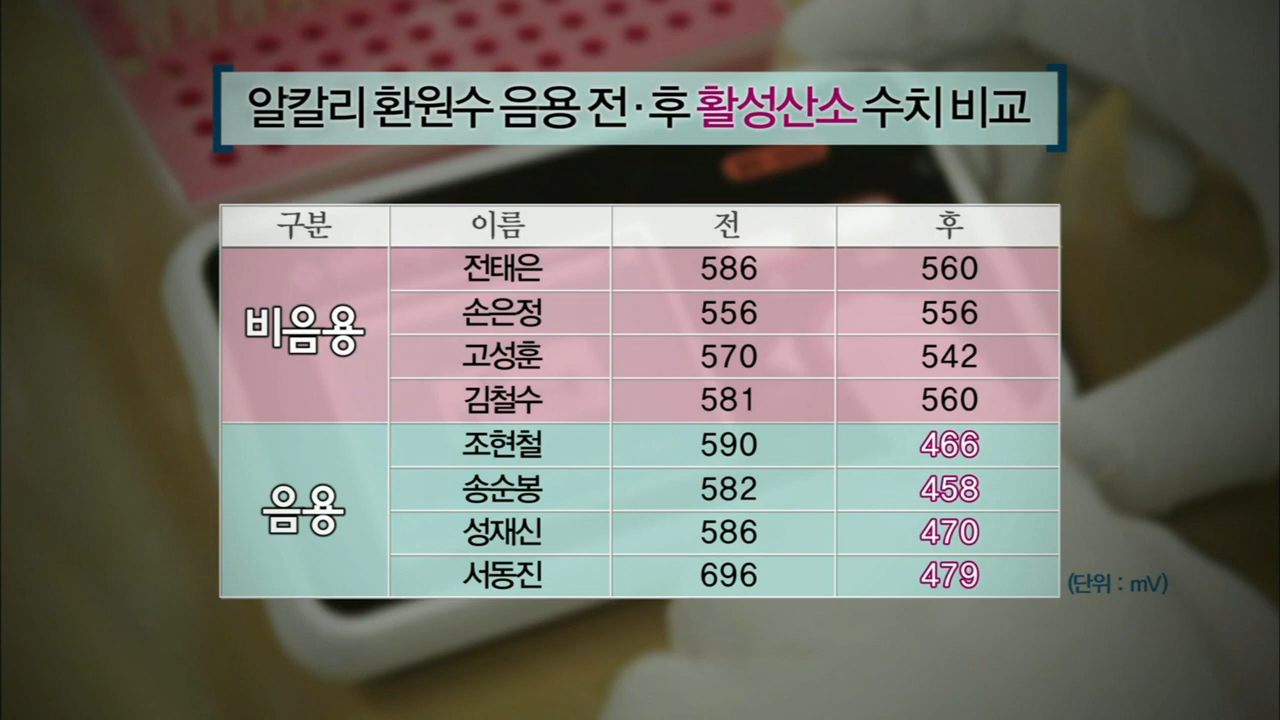 알칼리 환원수 음용 전·후 활성산소 수치 비교
구분 이름 전 후
비음용
전태은 586 560
손은정 556 556
고성훈 570 542
김철수 581 560
음용
조현철 590 466
송순봉 582 458
성재신 586 470
서동진 696 479
(단위 : mV)